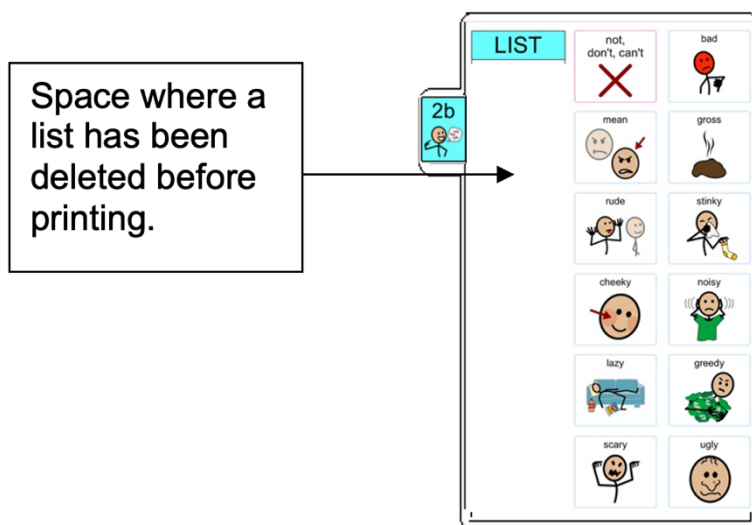 Space where a
list has been
deleted before
printing.
2b
LIST
not,
don't, can't
bad
mean
gross
rude
stinky
cheeky
noisy
lazy
greedy
scary
ugly